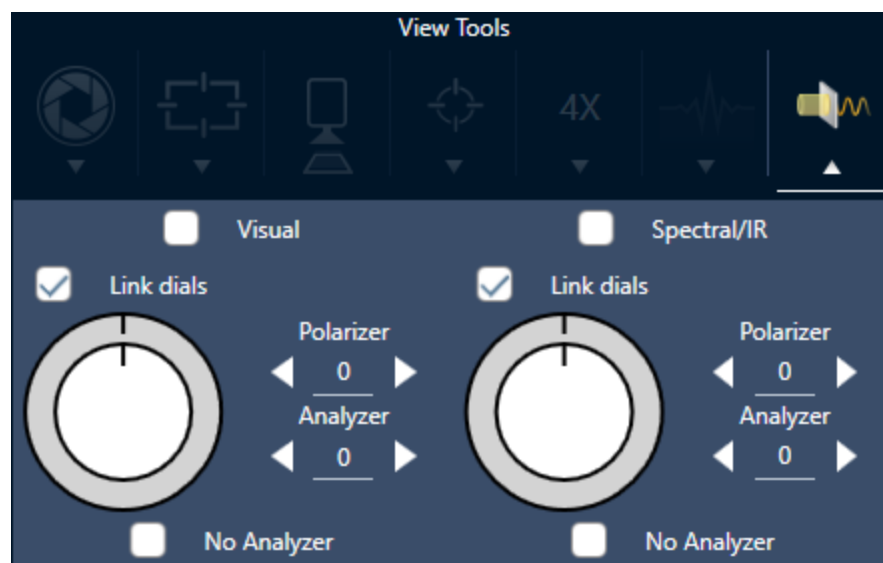 View Tools
4X
Visual
Spectral/IR
Link dials
Link dials
Polarizer
0
Analyzer
0
Polarizer
0
Analyzer
0
No Analyzer
No Analyzer